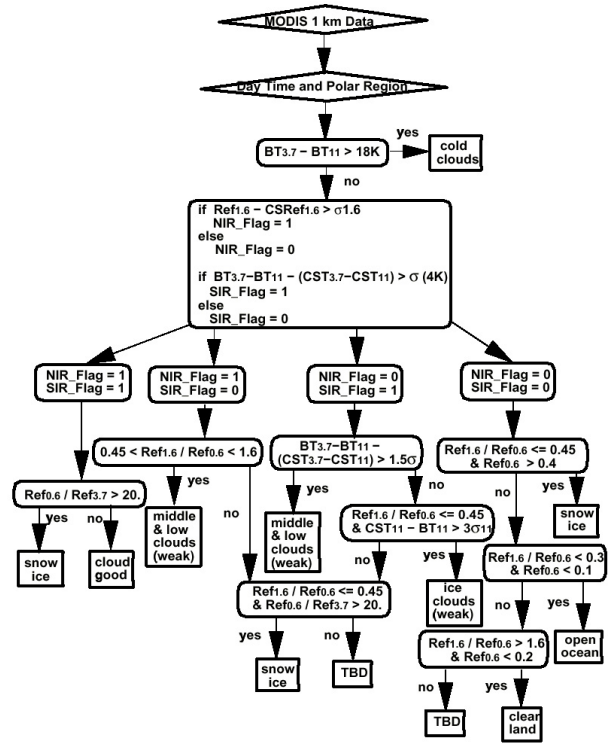 MODIS 1 km Data
Day Time and Polar Region
BT3.7 − BT11 > 18K
yes
cold
clouds
no
if Ref1.6 − CSRef1.6 > σ1.6
NIR_Flag = 1
else
NIR_Flag = 0
if BT3.7−BT11 − (CST3.7−CST11) > σ (4K)
SIR_Flag = 1
else
SIR_Flag = 0
NIR_Flag = 1
SIR_Flag = 1
NIR_Flag = 1
SIR_Flag = 0
NIR_Flag = 0
SIR_Flag = 1
NIR_Flag = 0
SIR_Flag = 0
0.45 < Ref1.6 / Ref0.6 < 1.6
BT3.7−BT11 −
(CST3.7−CST11) > 1.5σ
Ref1.6 / Ref0.6 <= 0.45
& Ref0.6 > 0.4
Ref0.6 / Ref3.7 > 20.
yes
no
yes
no
no
yes
middle
& low
clouds
(weak)
middle
& low
clouds
(weak)
Ref1.6 / Ref0.6 <= 0.45
& CST11 − BT11 > 3σ11
snow
ice
yes
no
snow
ice
cloud
good
Ref1.6 / Ref0.6 < 0.3
& Ref0.6 < 0.1
no
yes
Ref1.6 / Ref0.6 <= 0.45
& Ref0.6 / Ref3.7 > 20.
ice
clouds
(weak)
no
yes
yes
no
Ref1.6 / Ref0.6 > 1.6
& Ref0.6 < 0.2
open
ocean
snow
ice
TBD
no
yes
TBD
clear
land